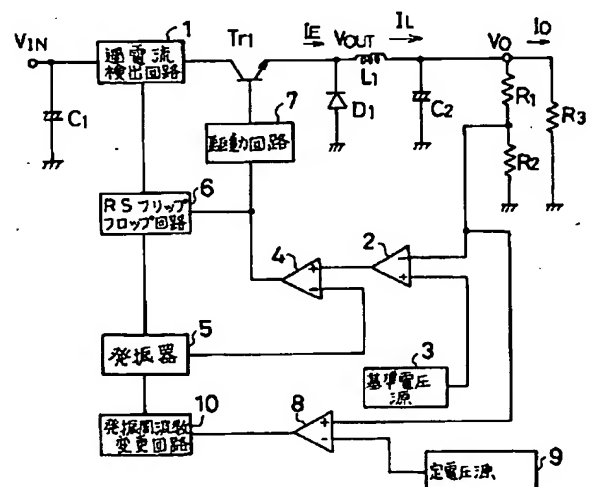 1
VIN
過電流
検出回路
Tr1
IE
VOUT
IL
L1
VO
IO
C1
7
駆動回路
D1
C2
R1
R2
R3
6
RSフリップ
フロップ回路
4
2
+
-
-
+
5
発振器
3
基準電圧
源
10
発振周波数
変更回路
8
+
-
定電圧源
9